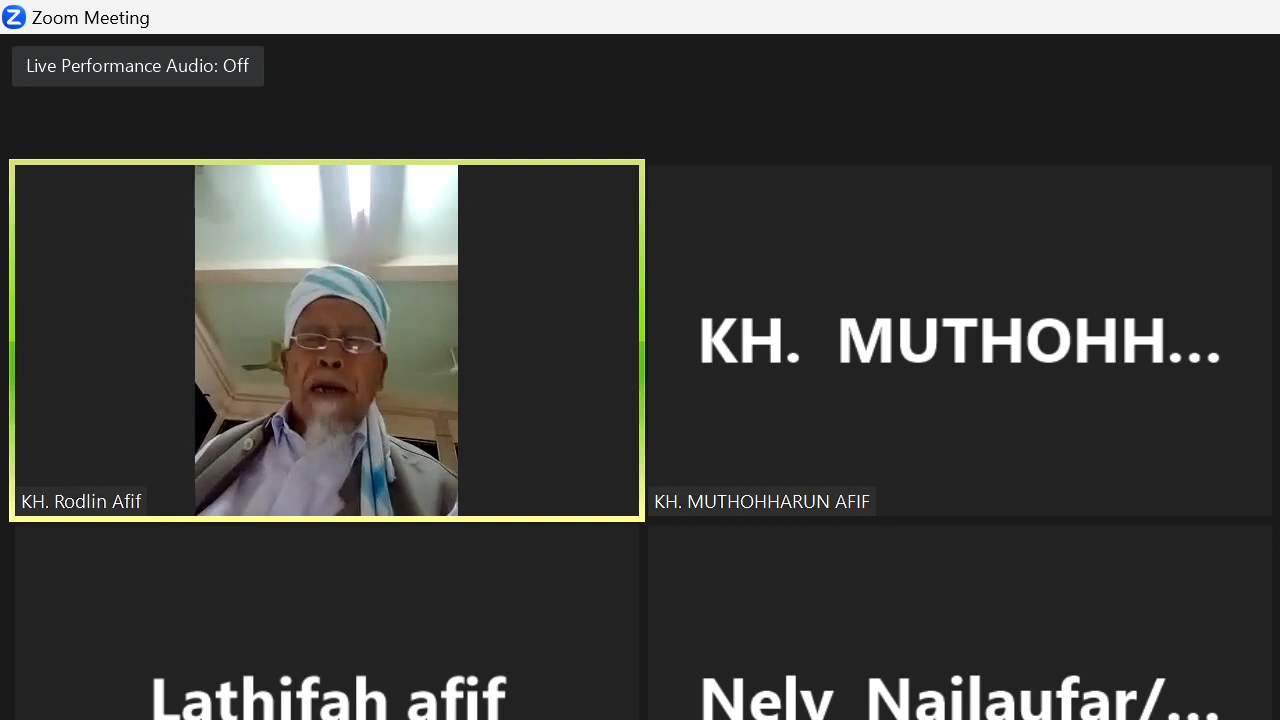 Zoom Meeting
Live Performance Audio: Off
KH. Rodlin Afif
KH. MUTHOHH...
KH. MUTHOHHARUN AFIF
Lathifah afif
Nely Nailaufar/...